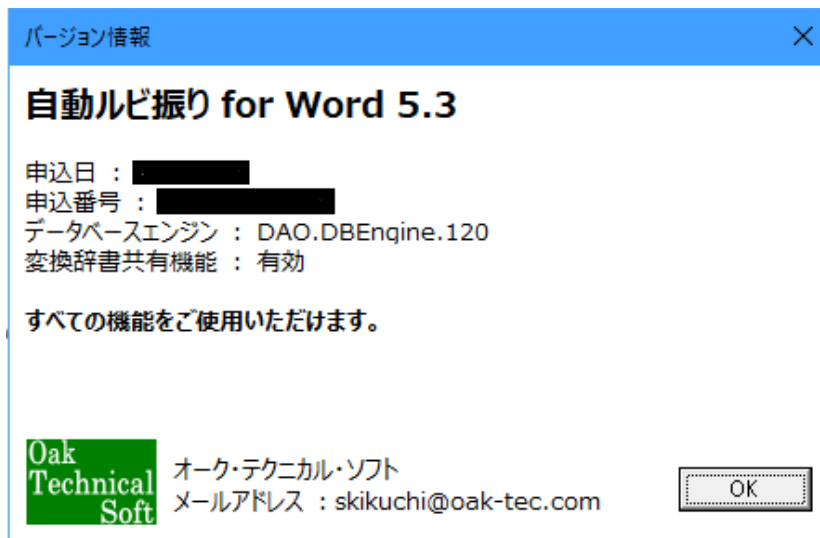 バージョン情報
自動ルビ振り for Word 5.3
申込日 :
申込番号 :
データベースエンジン : DAO.DBEngine.120
変換辞書共有機能 : 有効
すべての機能をご使用いただけます。
Oak
Technical
Soft
オーク・テクニカル・ソフト
メールアドレス : skikuchi@oak-tec.com
OK